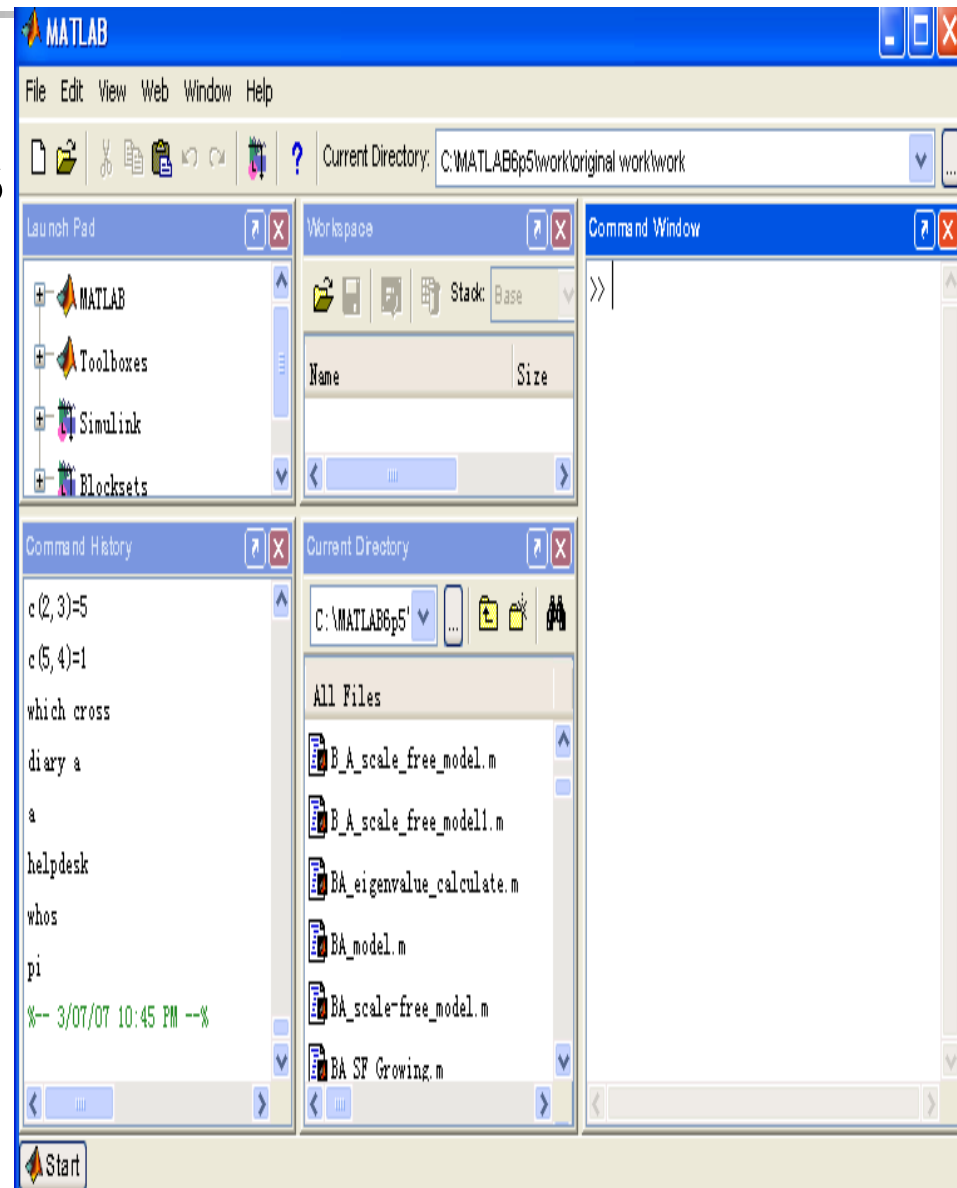 MATLAB
File Edit View Web Window Help
? Current Directory: C:\MATLAB6p5\work\original work\work ...
Launch Pad
MATLAB
Toolboxes
Simulink
Blocksets
Workspace
Stack: Base
Name Size
Command Window
>>
Command History
c(2,3)=5
c(5,4)=1
which cross
diary a
a
helpdesk
whos
pi
%-- 3/07/07 10:45 PM --%
Current Directory
C:\MATLAB6p5' ...
All Files
B_A_scale_free_model.m
B_A_scale_free_model1.m
BA_eigenvalue_calculate.m
BA_model.m
BA_scale-free_model.m
BA SF Growing.m
Start